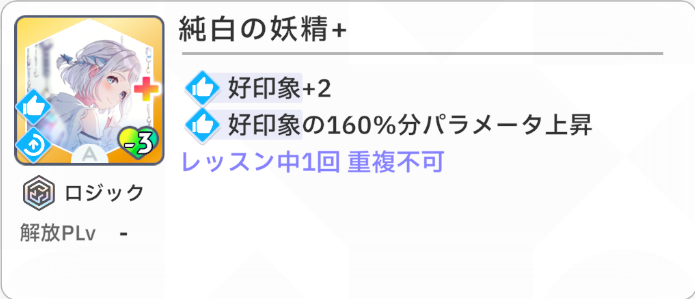 純白の妖精+
好印象+2
好印象の160%分パラメータ上昇
レッスン中1回 重複不可
-3
A
ロジック
解放PLv -